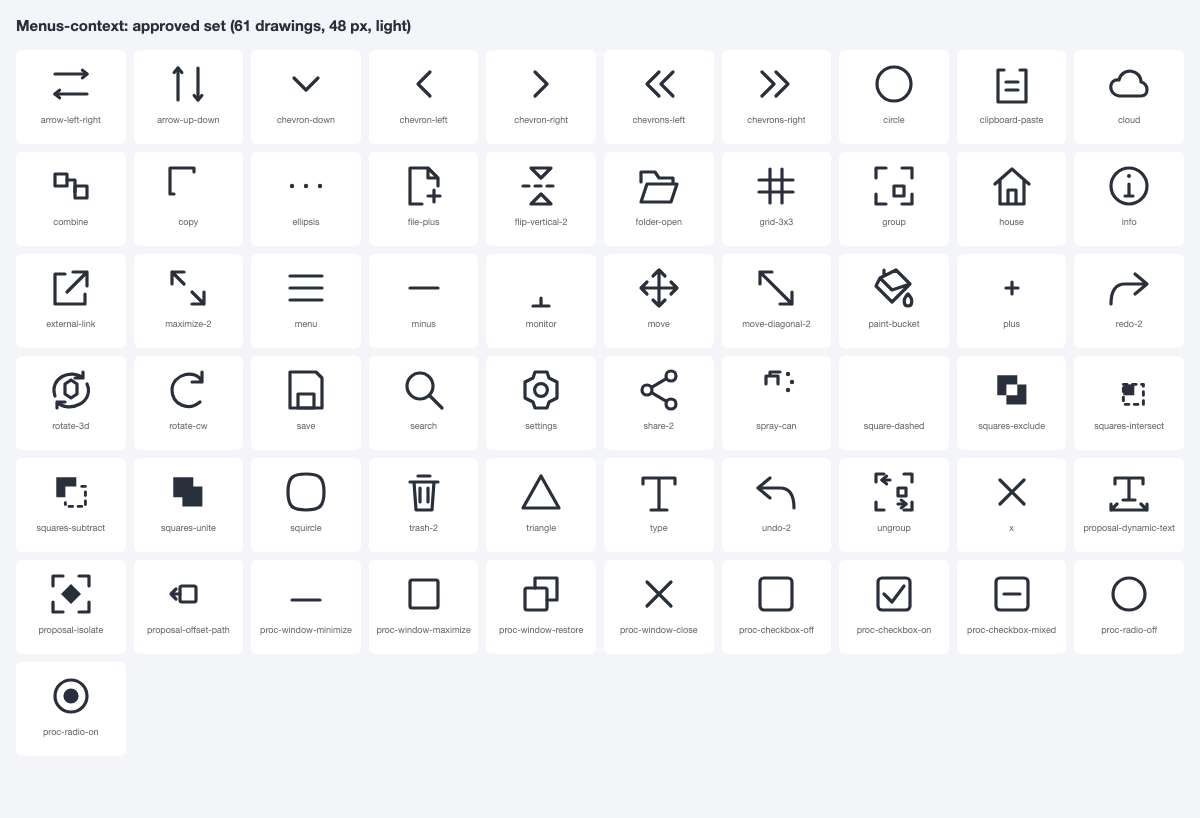 Menus-context: approved set (61 drawings, 48 px, light)
arrow-left-right arrow-up-down chevron-down chevron-left chevron-right chevrons-left chevrons-right circle clipboard-paste cloud
combine copy ellipsis file-plus flip-vertical-2 folder-open grid-3x3 group house info
external-link maximize-2 menu minus monitor move move-diagonal-2 paint-bucket plus redo-2
rotate-3d rotate-cw save search settings share-2 spray-can square-dashed squares-exclude squares-intersect
squares-subtract squares-unite squircle trash-2 triangle type undo-2 ungroup x proposal-dynamic-text
proposal-isolate proposal-offset-path proc-window-minimize proc-window-maximize proc-window-restore proc-window-close proc-checkbox-off proc-checkbox-on proc-checkbox-mixed proc-radio-off
proc-radio-on